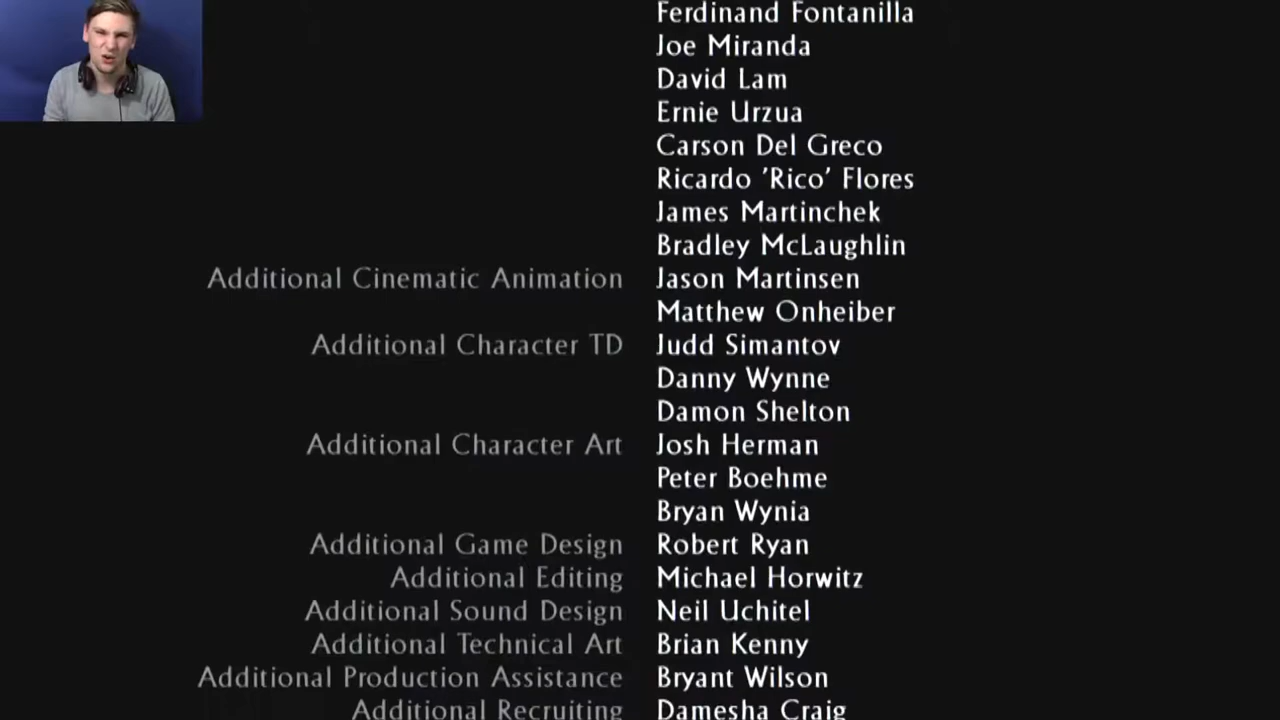 Ferdinand Fontanilla
Joe Miranda
David Lam
Ernie Urzua
Carson Del Greco
Ricardo 'Rico' Flores
James Martinchek
Bradley McLaughlin
Additional Cinematic Animation Jason Martinsen
Matthew Onheiber
Additional Character TD Judd Simantov
Danny Wynne
Damon Shelton
Additional Character Art Josh Herman
Peter Boehme
Bryan Wynia
Additional Game Design Robert Ryan
Additional Editing Michael Horwitz
Additional Sound Design Neil Uchitel
Additional Technical Art Brian Kenny
Additional Production Assistance Bryant Wilson
Additional Recruiting Damesha Craig